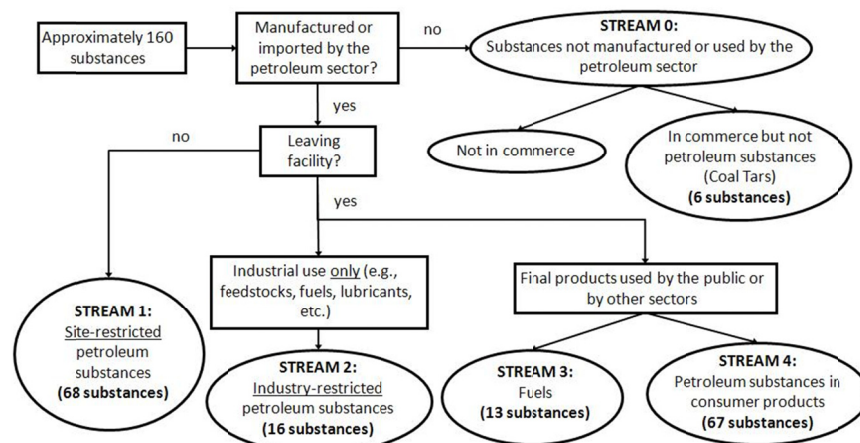 Approximately 160
substances
Manufactured or
imported by the
petroleum sector?
no
STREAM 0:
Substances not manufactured or used by the
petroleum sector
yes
Not in commerce
In commerce but not
petroleum substances
(Coal Tars)
(6 substances)
Leaving
facility?
no
yes
Industrial use only (e.g.,
feedstocks, fuels, lubricants,
etc.)
Final products used by the public or
by other sectors
STREAM 1:
Site-restricted
petroleum
substances
(68 substances)
STREAM 2:
Industry-restricted
petroleum substances
(16 substances)
STREAM 3:
Fuels
(13 substances)
STREAM 4:
Petroleum substances in
consumer products
(67 substances)